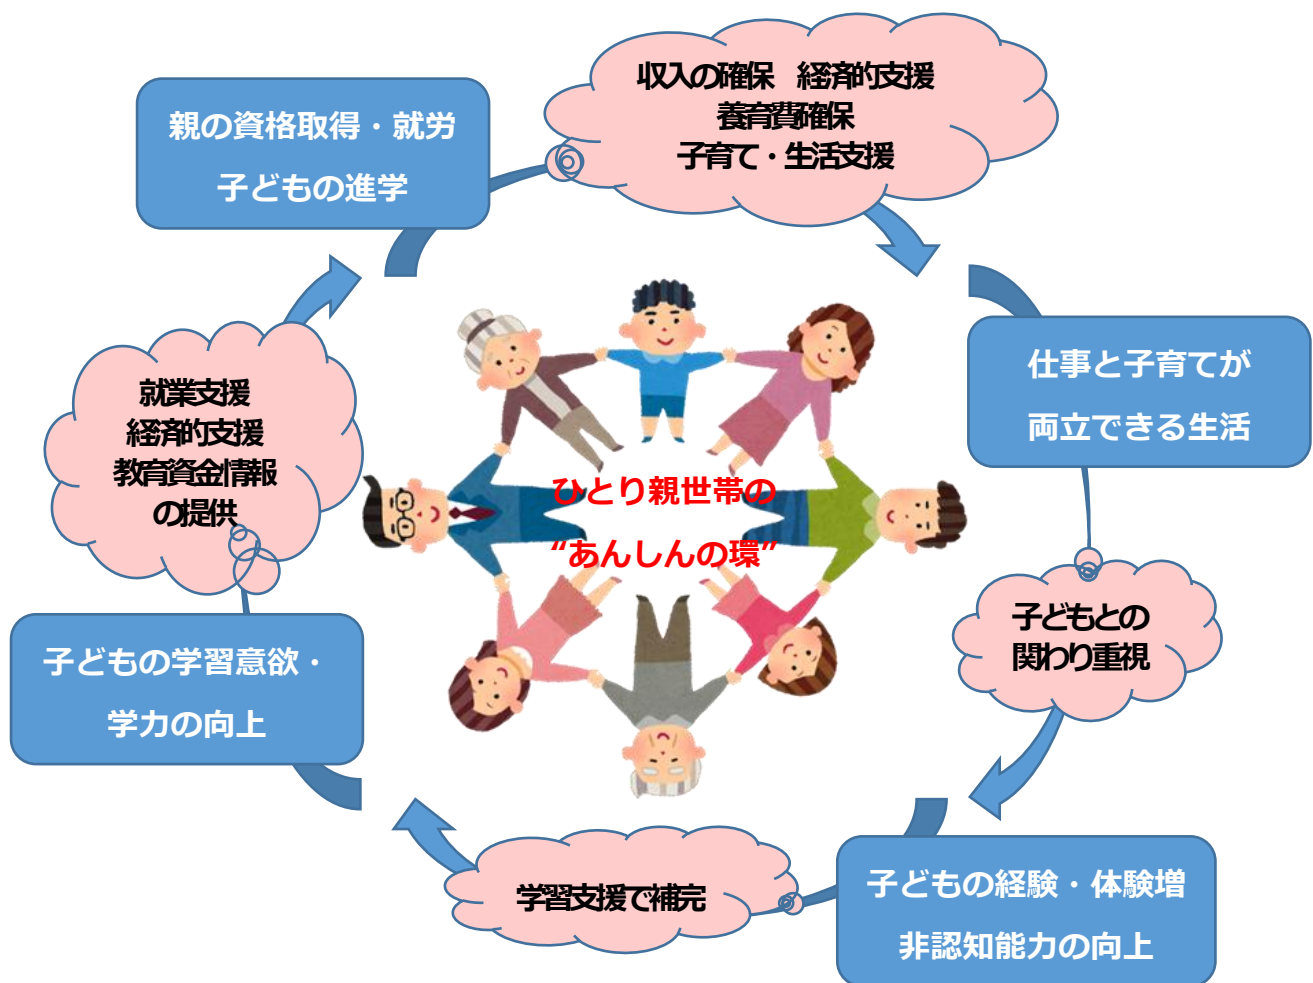 収入の確保　経済的支援
養育費確保
子育て・生活支援
親の資格取得・就労
子どもの進学
仕事と子育てが
両立できる生活
就業支援
経済的支援
教育資金情報
の提供
ひとり親世帯の
“あんしんの環”
子どもとの
関わり重視
子どもの学習意欲・
学力の向上
学習支援で補完
子どもの経験・体験増
非認知能力の向上